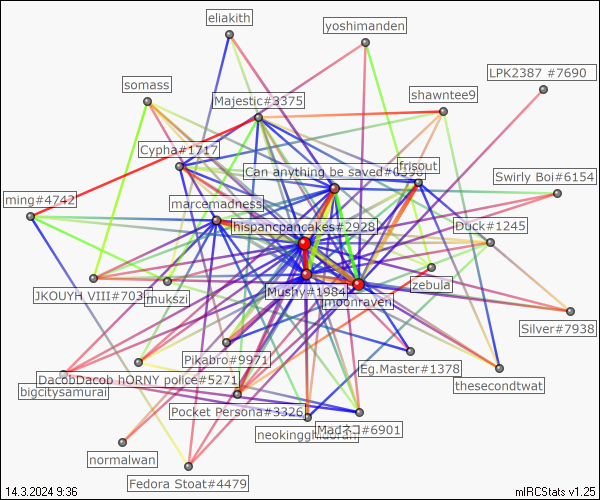 eliakith
yoshimanden
LPK2387 #7690
somass
Majestic#3375
shawntee9
Cypha#1717
Can anything be saved#6398
frisout
Swirly Boi#6154
ming#4742
marcemadness
hispancpancakes#2928
Duck#1245
JKOUYH VIII#703
mukszi
Mushy#1984
moonraven
zebula
Silver#7938
Pikabro#9971
Eg.Master#1378
thesecondtwat
DacobDacob hORNY police#5271
bigcitysamurai
Pocket Persona#3326
neokingghidorah
Madネコ#6901
normalwan
Fedora Stoat#4479
14.3.2024 9:36
mIRCStats v1.25